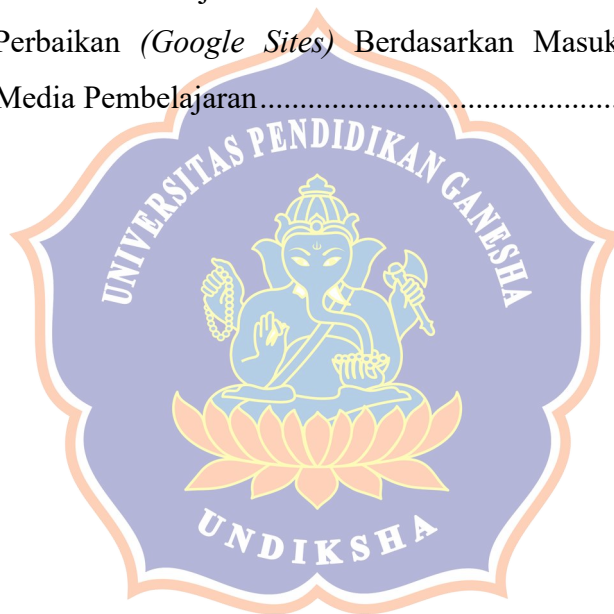 Perbaikan (Google Sites) Berdasarkan Masuk
Media Pembelajaran........................................
UNIVERSITAS PENDIDIKAN GANESHA
UNDIKSHA